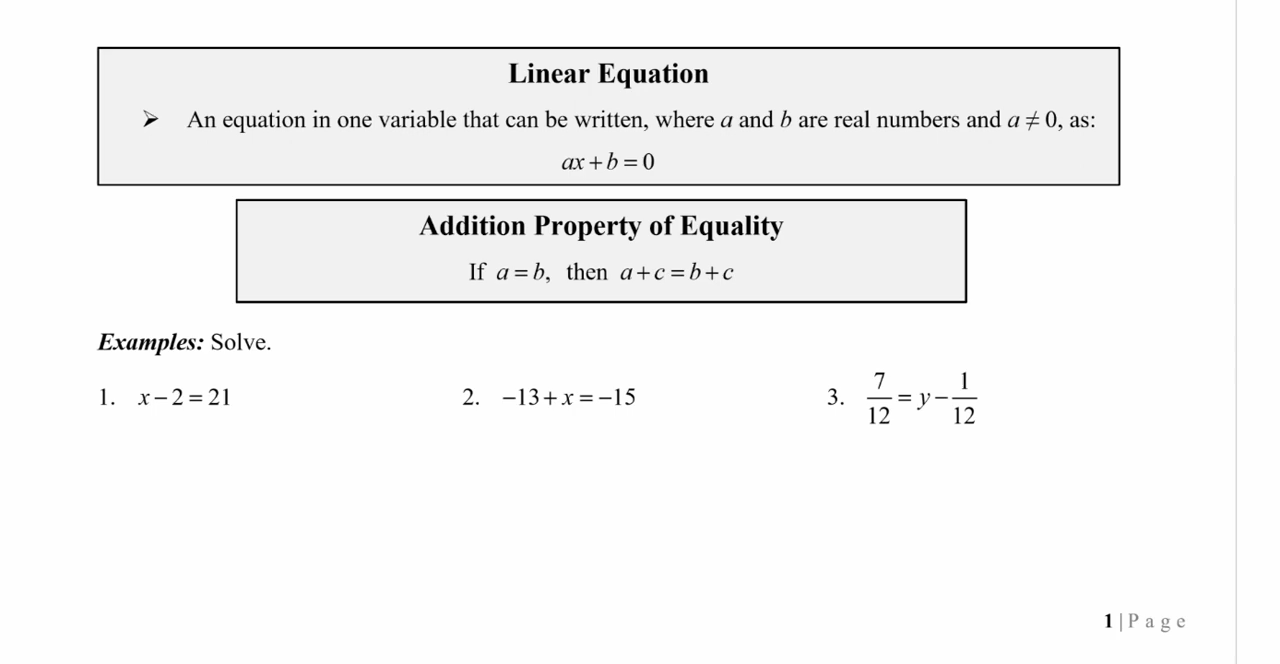 Linear Equation
➢ An equation in one variable that can be written, where a and b are real numbers and a ≠ 0, as:
ax + b = 0
Addition Property of Equality
If a = b, then a + c = b + c
Examples: Solve.
1. x − 2 = 21 2. −13 + x = −15 3. 7/12 = y − 1/12
1 | P a g e